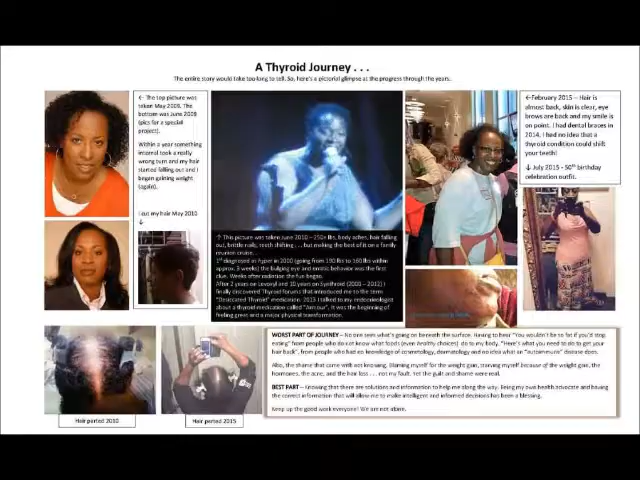 A Thyroid Journey . . .
The entire story would take too long to tell. So, here's a pictorial glimpse at the progress through the years.
← The top picture was
taken May 2009. The
bottom was June 2009
(pics for a special
project).
Within a year something
internal took a really
wrong turn and my hair
started falling out and I
began gaining weight
(again).
I cut my hair May 2010
↓
↑ This picture was taken June 2010 – 250+ lbs, body aches, hair falling
out, brittle nails, teeth shifting . . . but making the best of it on a family
reunion cruise.
1st diagnosed in 2000 (going from 190 lbs to 160 lbs within
approx. 3 weeks) the bulging eye and erratic behavior was the first
clue. Weeks after radiation the fun began.
After 2 years on Levoxyl and 10 years on Synthroid (2000 – 2012) I
finally discovered Thyroid forums that introduced me to the term
"Desiccated Thyroid" medication. 2013 I talked to my endocrinologist
about a thyroid medication called "Armour". It was the beginning of
feeling great and a major physical transformation.
←February 2015 – Hair is
almost back, skin is clear, eye
brows are back and my smile is
on point. I had dental braces in
2014, I had no idea that a
thyroid condition could shift
your teeth!
↓ July 2015 - 50th birthday
celebration outfit.
WORST PART OF JOURNEY – No one sees what's going on beneath the surface. Having to hear "You wouldn't be so fat if you'd stop
eating" from people who do not know what foods (even healthy choices) do to my body. "Here's what you need to do to get your
hair back", from people who had no knowledge of cosmetology, dermatology and no idea what an "autoimmune" disease does.
Also, the shame that came with not knowing. Blaming myself for the weight gain, starving myself because of the weight gain, the
hormones, the acne, and the hair loss . . . not my fault. Yet the guilt and shame were real.
BEST PART – Knowing that there are solutions and information to help me along the way. Being my own health advocate and having
the correct information that will allow me to make intelligent and informed decisions has been a blessing.
Keep up the good work everyone! We are not alone.
Hair parted 2010
Hair parted 2015